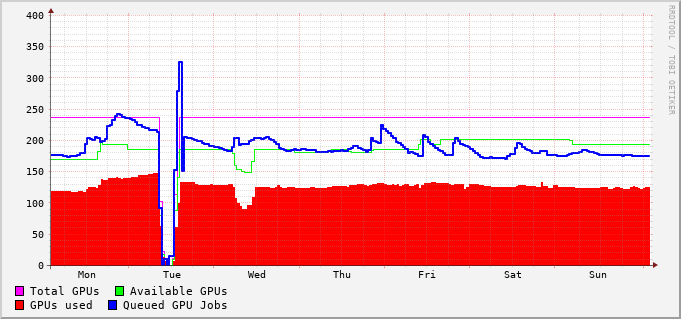 400
350
300
250
200
150
100
50
0
Mon Tue Wed Thu Fri Sat Sun
Total GPUs Available GPUs
GPUs used Queued GPU Jobs
RRDTOOL / TOBI OETIKER